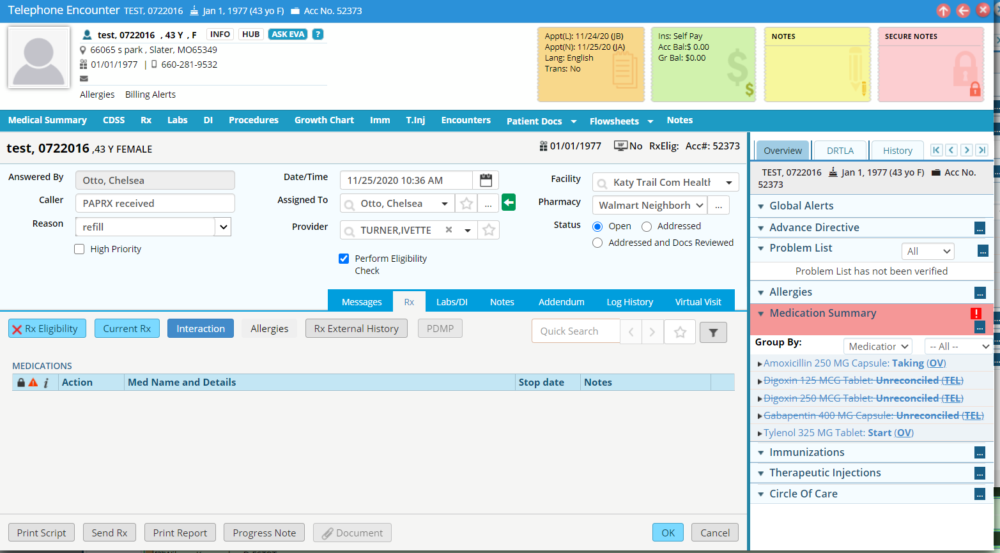 Telephone Encounter TEST, 0722016 Jan 1, 1977 (43 yo F) Acc No. 52373
test, 0722016 , 43 Y , F INFO HUB ASK EVA ?
66065 s park , Slater, MO65349
01/01/1977 | 660-281-9532
Allergies Billing Alerts
Appt(L): 11/24/20 (JB)
Appt(N): 11/25/20 (JA)
Lang: English
Trans: No
Ins: Self Pay
Acc Bal:$ 0.00
Gr Bal: $0.00
NOTES
SECURE NOTES
Medical Summary CDSS Rx Labs DI Procedures Growth Chart Imm T.Inj Encounters Patient Docs Flowsheets Notes
test, 0722016 ,43 Y FEMALE
01/01/1977 No RxElig: Acc#: 52373
Answered By Otto, Chelsea
Caller PAPRX received
Reason refill
High Priority
Date/Time 11/25/2020 10:36 AM
Assigned To Otto, Chelsea ...
Provider TURNER,IVETTE
Perform Eligibility
Check
Facility Katy Trail Com Health
Pharmacy Walmart Neighborh ...
Status Open Addressed
Addressed and Docs Reviewed
Messages Rx Labs/DI Notes Addendum Log History Virtual Visit
Rx Eligibility Current Rx Interaction Allergies Rx External History PDMP Quick Search
MEDICATIONS
Action Med Name and Details Stop date Notes
Print Script Send Rx Print Report Progress Note Document OK Cancel
Overview DRTLA History
TEST, 0722016 Jan 1, 1977 (43 yo F) Acc No.
52373
Global Alerts
Advance Directive ...
Problem List All ...
Problem List has not been verified
Allergies ...
Medication Summary !
...
Group By: Medication -- All --
Amoxicillin 250 MG Capsule: Taking (OV)
Digoxin 125 MCG Tablet: Unreconciled (TEL)
Digoxin 250 MCG Tablet: Unreconciled (TEL)
Gabapentin 400 MG Capsule: Unreconciled (TEL)
Tylenol 325 MG Tablet: Start (OV)
Immunizations ...
Therapeutic Injections ...
Circle Of Care ...